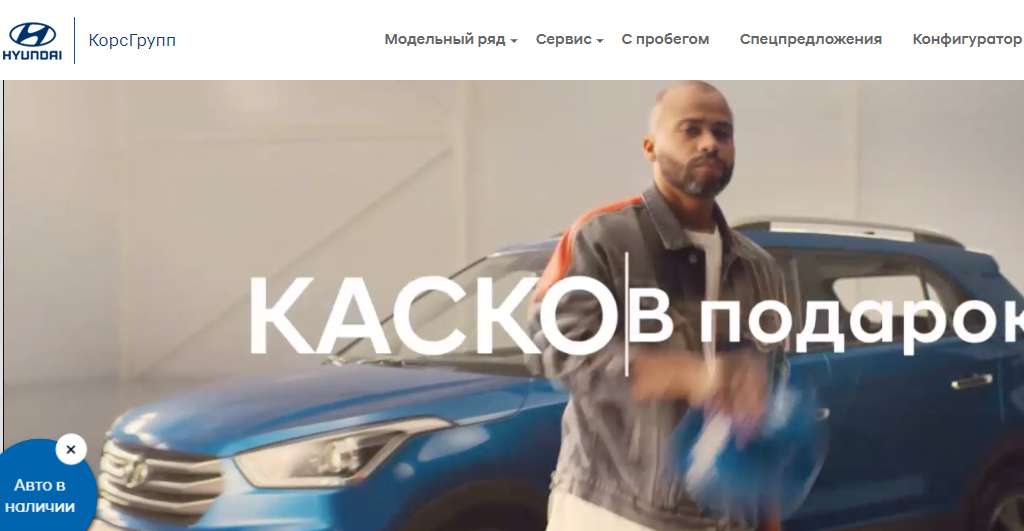 HYUNDAI
КорсГрупп
Модельный ряд
Сервис
С пробегом
Спецпредложения
Конфигуратор
КАСКО
В подарок
Авто в
наличии